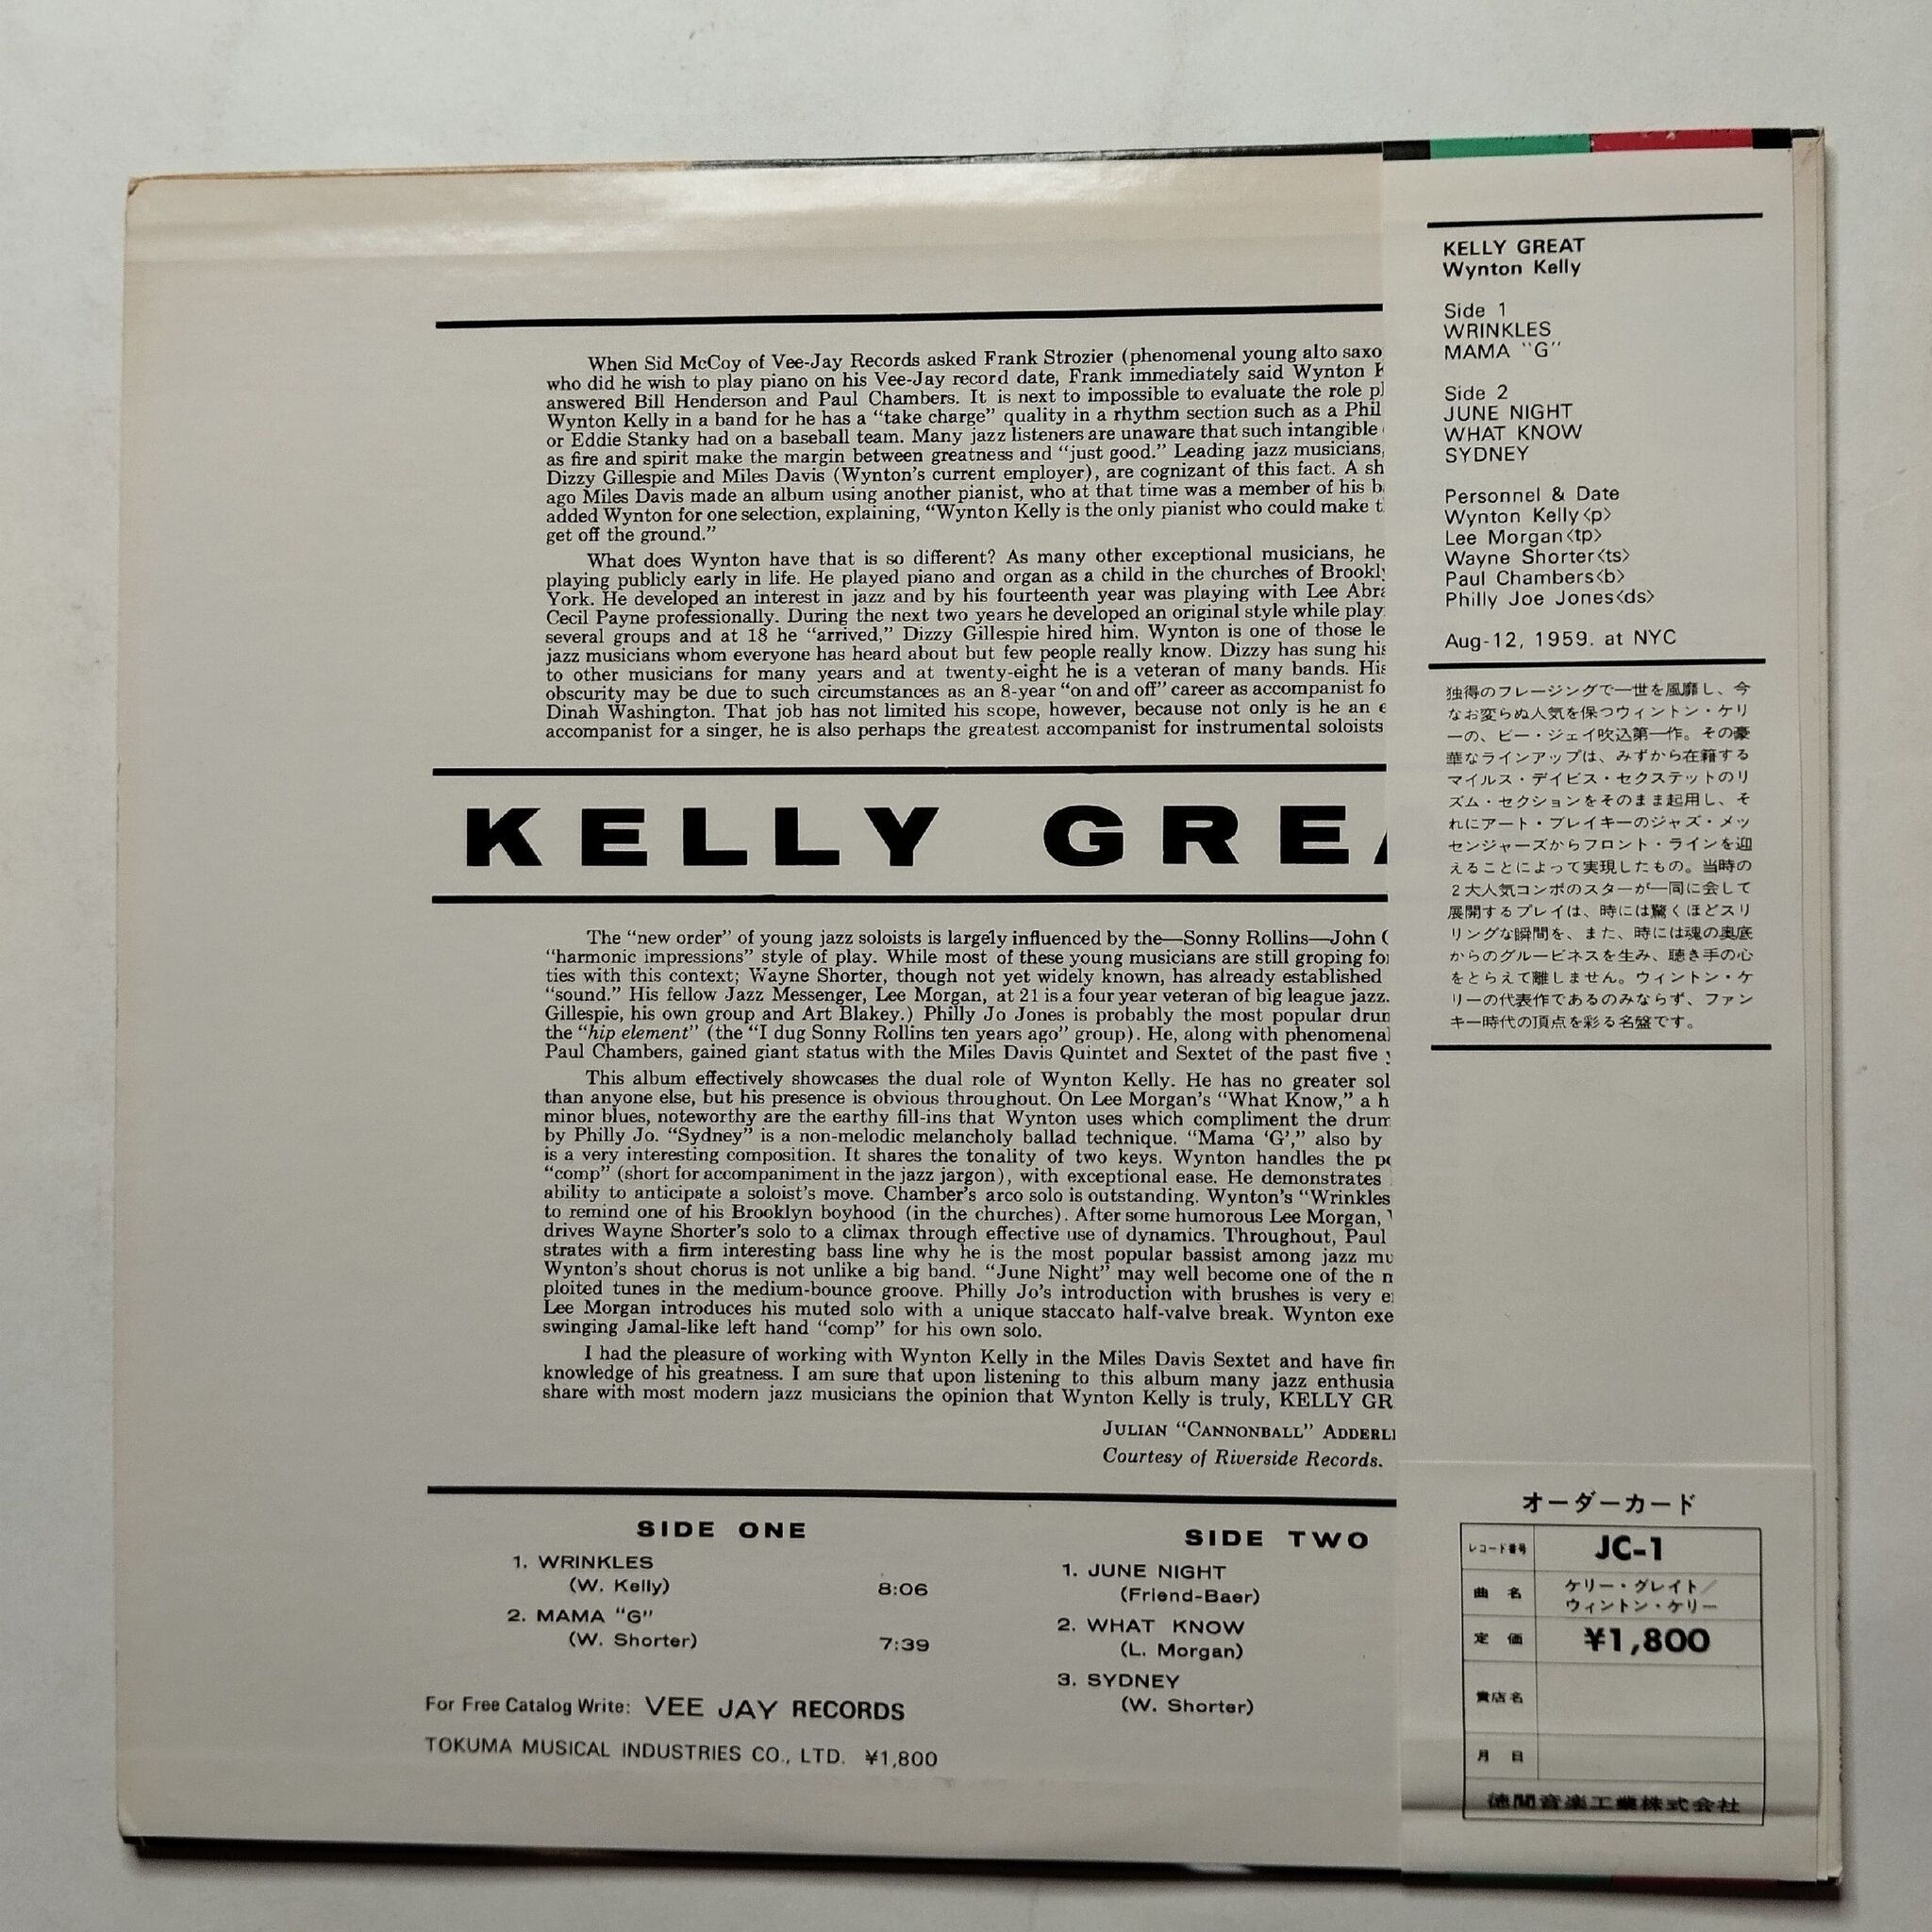 When Sid McCoy of Vee-Jay Records asked Frank Strozier (phenomenal young alto
who did he wish to play piano on his Vee-Jay record date, Frank immediately said Wynton
answered Bill Henderson and Paul Chambers. It is next to impossible to evaluate the role
Wynton Kelly in a band for he has a “take charge” quality in a rhythm section such as a Phil
or Eddie Stanky had on a baseball team. Many jazz listeners are unaware that such intangible
as fire and spirit make the margin between greatness and “just good.” Leading jazz musicians,
Dizzy Gillespie and Miles Davis (Wynton’s current employer), are cognizant of this fact. A
ago Miles Davis made an album using another pianist, who at that time was a member of his
added Wynton for one selection, explaining, “Wynton Kelly is the only pianist who could make
get off the ground.”
What does Wynton have that is so different? As many other exceptional musicians, he
playing publicly early in life. He played piano and organ as a child in the churches of
York. He developed an interest in jazz and by his fourteenth year was playing with Lee
Cecil Payne professionally. During the next two years he developed an original style while
several groups and at 18 he “arrived,” Dizzy Gillespie hired him. Wynton is one of those
jazz musicians whom everyone has heard about but few people really know. Dizzy has sung
to other musicians for many years and at twenty-eight he is a veteran of many bands.
obscurity may be due to such circumstances as an 8-year “on and off” career as accompanist
Dinah Washington. That job has not limited his scope, however, because not only is he an
accompanist for a singer, he is also perhaps the greatest accompanist for instrumental soloists
KELLY
The “new order” of young jazz soloists is largely influenced by the—Sonny Rollins—John
“harmonic impressions” style of play. While most of these young musicians are still groping
ties with this context; Wayne Shorter, though not yet widely known, has already established
“sound.” His fellow Jazz Messenger, Lee Morgan, at 21 is a four year veteran of big league jazz.
Gillespie, his own group and Art Blakey.) Philly Jo Jones is probably the most popular
the “hip element” (the “I dug Sonny Rollins ten years ago” group). He, along with phenomenal
Paul Chambers, gained giant status with the Miles Davis Quintet and Sextet of the past five
This album effectively showcases the dual role of Wynton Kelly. He has no greater
than anyone else, but his presence is obvious throughout. On Lee Morgan’s “What Know,” a
minor blues, noteworthy are the earthy fill-ins that Wynton uses which compliment the
by Philly Jo. “Sydney” is a non-melodic melancholy ballad technique. “Mama ‘G’,” also by
is a very interesting composition. It shares the tonality of two keys. Wynton handles the
“comp” (short for accompaniment in the jazz jargon), with exceptional ease. He demonstrates
ability to anticipate a soloist’s move. Chamber’s arco solo is outstanding. Wynton’s “Wrinkles
to remind one of his Brooklyn boyhood (in the churches). After some humorous Lee Morgan,
drives Wayne Shorter’s solo to a climax through effective use of dynamics. Throughout, Paul
strates with a firm interesting bass line why he is the most popular bassist among jazz
Wynton’s shout chorus is not unlike a big band. “June Night” may well become one of the
ploited tunes in the medium-bounce groove. Philly Jo’s introduction with brushes is very
Lee Morgan introduces his muted solo with a unique staccato half-valve break. Wynton
swinging Jamal-like left hand “comp” for his own solo.
I had the pleasure of working with Wynton Kelly in the Miles Davis Sextet and have
knowledge of his greatness. I am sure that upon listening to this album many jazz
share with most modern jazz musicians the opinion that Wynton Kelly is truly, KELLY
JULIAN “CANNONBALL”
Courtesy of Riverside Records.
SIDE ONE
1. WRINKLES
(W. Kelly) 8:06
2. MAMA “G”
(W. Shorter) 7:39
SIDE TWO
1. JUNE NIGHT
(Friend-Baer)
2. WHAT KNOW
(L. Morgan)
3. SYDNEY
(W. Shorter)
For Free Catalog Write: VEE JAY RECORDS
TOKUMA MUSICAL INDUSTRIES CO., LTD. ¥1,800
KELLY GREAT
Wynton Kelly
Side 1
WRINKLES
MAMA “G”
Side 2
JUNE NIGHT
WHAT KNOW
SYDNEY
Personnel & Date
Wynton Kelly<p>
Lee Morgan<tp>
Wayne Shorter<ts>
Paul Chambers<b>
Philly Joe Jones<ds>
Aug-12, 1959. at NYC
独得のフレージングで一世を風靡し、今
なお変らぬ人気を保つウィントン・ケリ
ーの、ビー・ジェイ吹込第一作。その豪
華なラインアップは、みずから在籍する
マイルス・デイビス・セクステットのリ
ズム・セクションをそのまま起用し、そ
れにアート・ブレイキーのジャズ・メッ
センジャーズからフロント・ラインを迎
えることによって実現したもの。当時の
2大人気コンボのスターが一同に会して
展開するプレイは、時には驚くほどスリ
リングな瞬間を、また、時には魂の奥底
からのグルービネスを生み、聴き手の心
をとらえて離しません。ウィントン・ケ
リーの代表作であるのみならず、ファン
キー時代の頂点を彩る名盤です。
オーダーカード
レコード番号 JC-1
曲名 ケリー・グレイト／
ウィントン・ケリー
定価 ¥1,800
貴店名
月日
徳間音楽工業株式会社